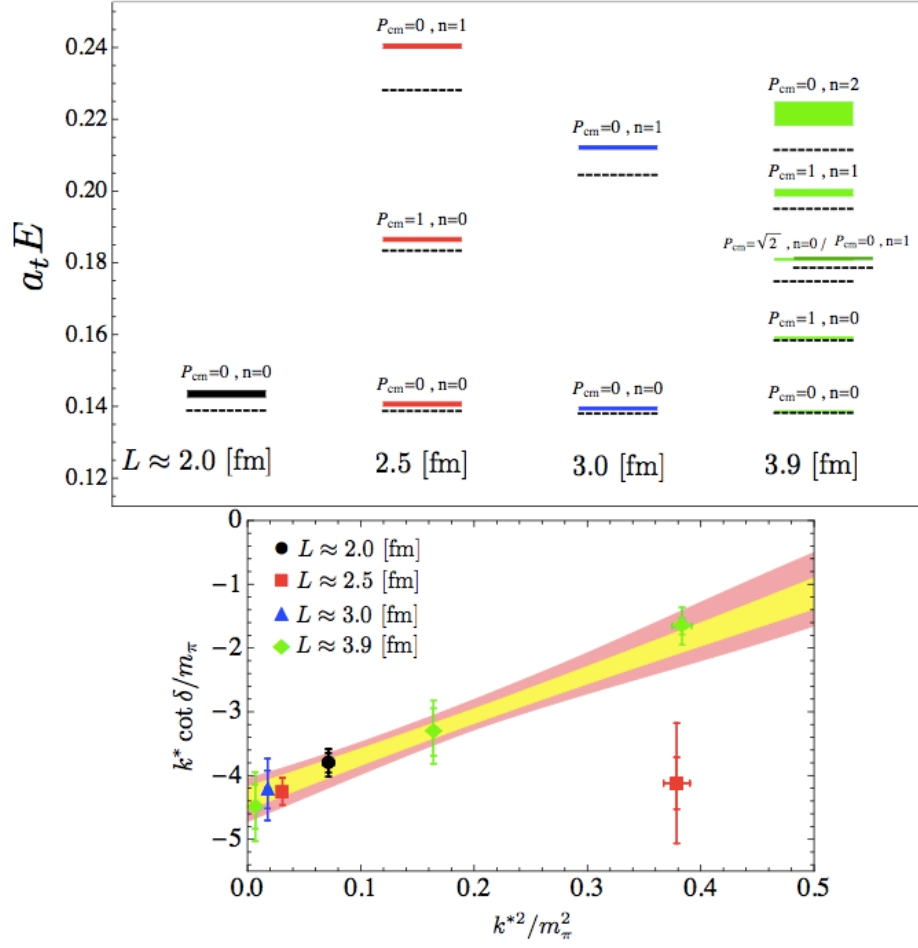 P_cm=0 , n=1
0.24
P_cm=0 , n=2
0.22
P_cm=0 , n=1
P_cm=1 , n=1
0.20
a_t E
P_cm=1 , n=0
P_cm=√2 , n=0 / P_cm=0 , n=1
0.18
0.16
P_cm=1 , n=0
P_cm=0 , n=0
P_cm=0 , n=0
P_cm=0 , n=0
P_cm=0 , n=0
0.14
L ≈ 2.0 [fm] 2.5 [fm] 3.0 [fm] 3.9 [fm]
0.12
0
L ≈ 2.0 [fm]
−1
L ≈ 2.5 [fm]
L ≈ 3.0 [fm]
−2
L ≈ 3.9 [fm]
k* cot δ/m_π
−3
−4
−5
0.0 0.1 0.2 0.3 0.4 0.5
k*²/m_π²